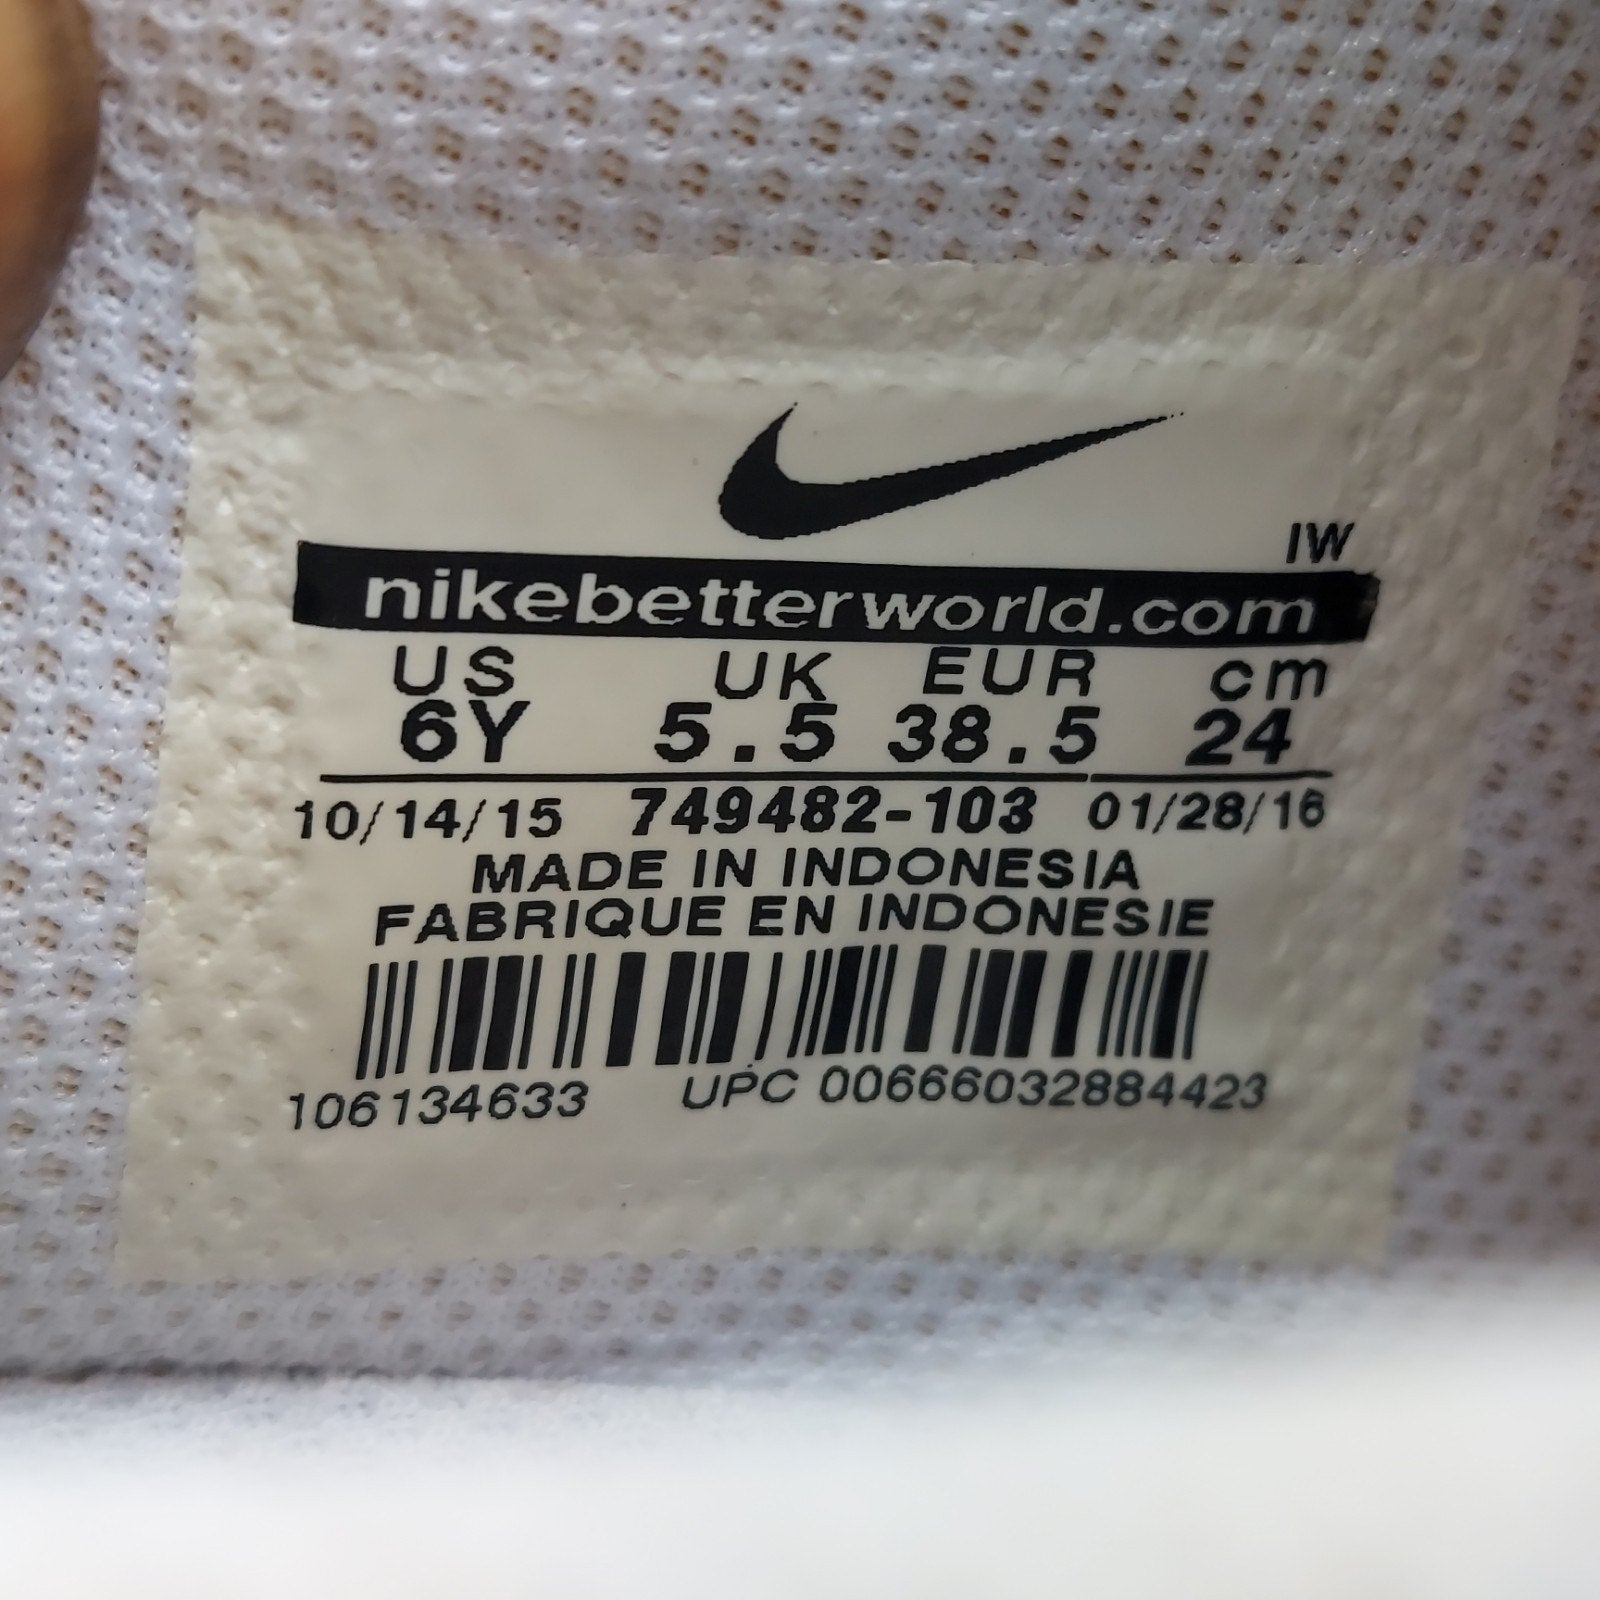 IW
nikebetterworld.com
US UK EUR cm
6Y 5.5 38.5 24
10/14/15 749482-103 01/28/16
MADE IN INDONESIA
FABRIQUE EN INDONESIE
106134633 UPC 00666032884423